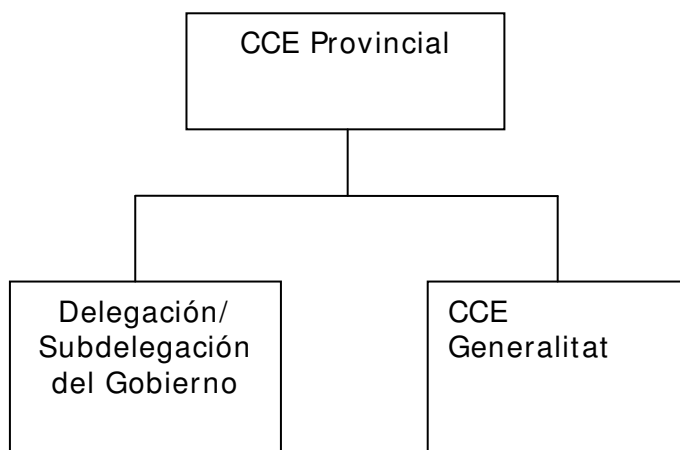 CCE Provincial
Delegación/
Subdelegación
del Gobierno
CCE
Generalitat